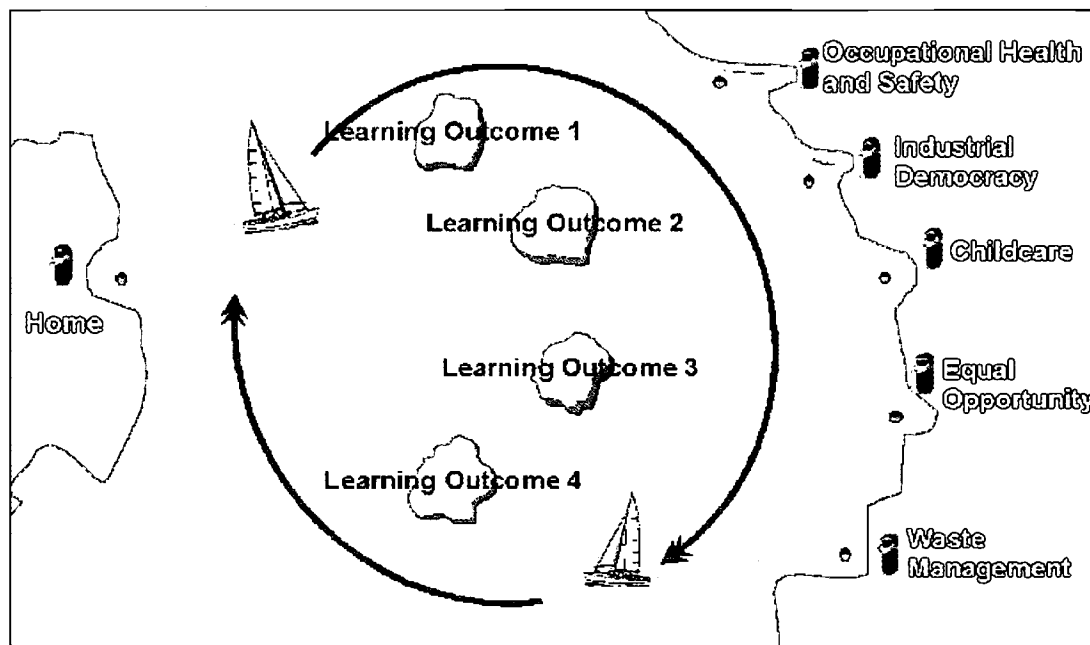 Occupational Health
and Safety
Learning Outcome 1
Industrial
Democracy
Learning Outcome 2
Childcare
Home
Learning Outcome 3
Equal
Opportunity
Learning Outcome 4
Waste
Management